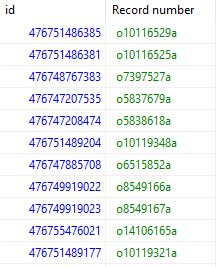 id Record number
476751486385 o10116529a
476751486381 o10116525a
476748767383 o7397527a
476747207535 o5837679a
476747208474 o5838618a
476751489204 o10119348a
476747885708 o6515852a
476749919022 o8549166a
476749919023 o8549167a
476755476021 o14106165a
476751489177 o10119321a